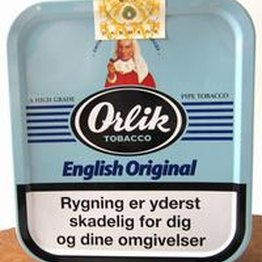 A HIGH GRADE
PIPE TOBACCO
Orlik
TOBACCO
English Original
Rygning er yderst
skadelig for dig
og dine omgivelser